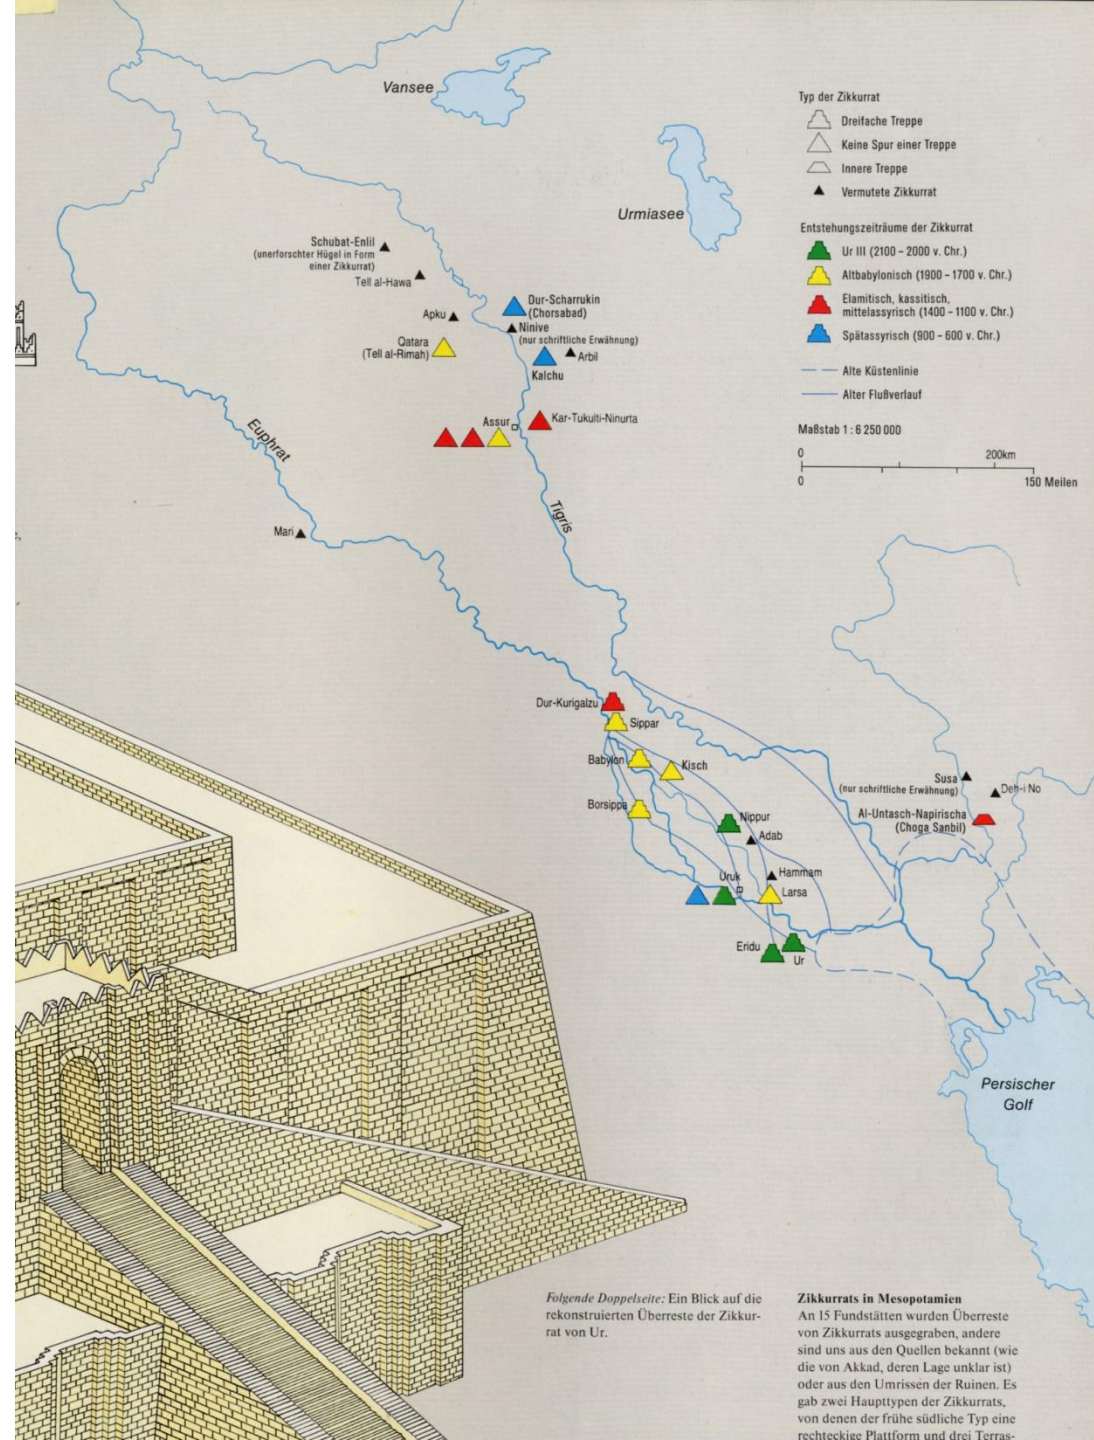 Vansee
Urmiasee
Typ der Zikkurat
Dreifache Treppe
Keine Spur einer Treppe
Innere Treppe
Vermutete Zikkurrat
Entstehungszeiträume der Zikkurrat
Ur III (2100 – 2000 v. Chr.)
Altbabylonisch (1900 – 1700 v. Chr.)
Elamitisch, kassitisch,
mittelassyrisch (1400 – 1100 v. Chr.)
Spätassyrisch (900 – 600 v. Chr.)
Alte Küstenlinie
Alter Flußverlauf
Maßstab 1 : 6 250 000
0
200km
0
150 Meilen
Schubat-Enlil
(unerforschter Hügel in Form
einer Zikkurrat)
Tell al-Hawa
Apku
Dur-Scharrukin
(Chorsabad)
Ninive
(nur schriftliche Erwähnung)
Qatara
(Tell al-Rimah)
Arbil
Kalchu
Assur
Kar-Tukulti-Ninurta
Euphrat
Tigris
Mari
Dur-Kurigalzu
Sippar
Babylon
Kisch
Borsippa
Nippur
Adab
Susa
(nur schriftliche Erwähnung)
Deh-i No
Al-Untasch-Napirischa
(Choga Sanbil)
Uruk
Hammam
Larsa
Eridu
Ur
Persischer
Golf
Folgende Doppelseite: Ein Blick auf die
rekonstruierten Überreste der Zikkur-
rat von Ur.
Zikkurrats in Mesopotamien
An 15 Fundstätten wurden Überreste
von Zikkurrats ausgegraben, andere
sind uns aus den Quellen bekannt (wie
die von Akkad, deren Lage unklar ist)
oder aus den Umrissen der Ruinen. Es
gab zwei Haupttypen der Zikkurrats,
von denen der frühe südliche Typ eine
rechteckige Plattform und drei Terras-